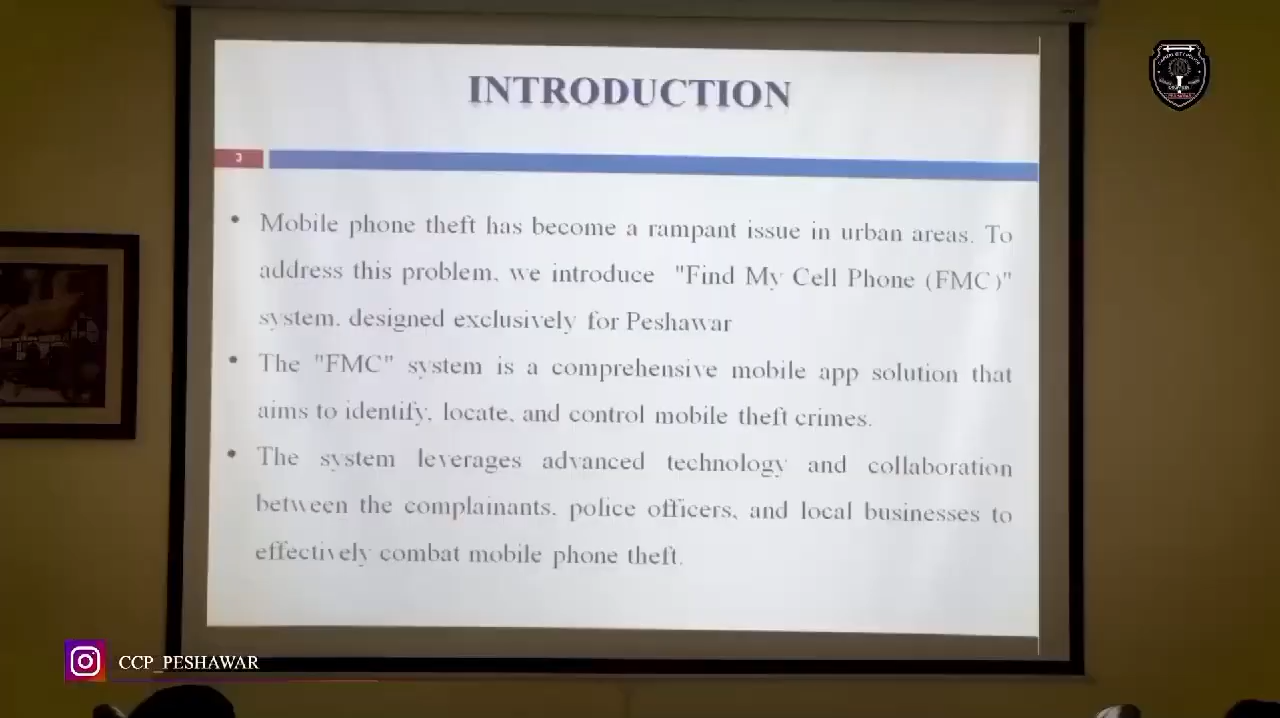 INTRODUCTION
3
• Mobile phone theft has become a rampant issue in urban areas. To
address this problem, we introduce "Find My Cell Phone (FMC)"
system, designed exclusively for Peshawar
• The "FMC" system is a comprehensive mobile app solution that
aims to identify, locate, and control mobile theft crimes.
• The system leverages advanced technology and collaboration
between the complainants, police officers, and local businesses to
effectively combat mobile phone theft.
CCP_PESHAWAR